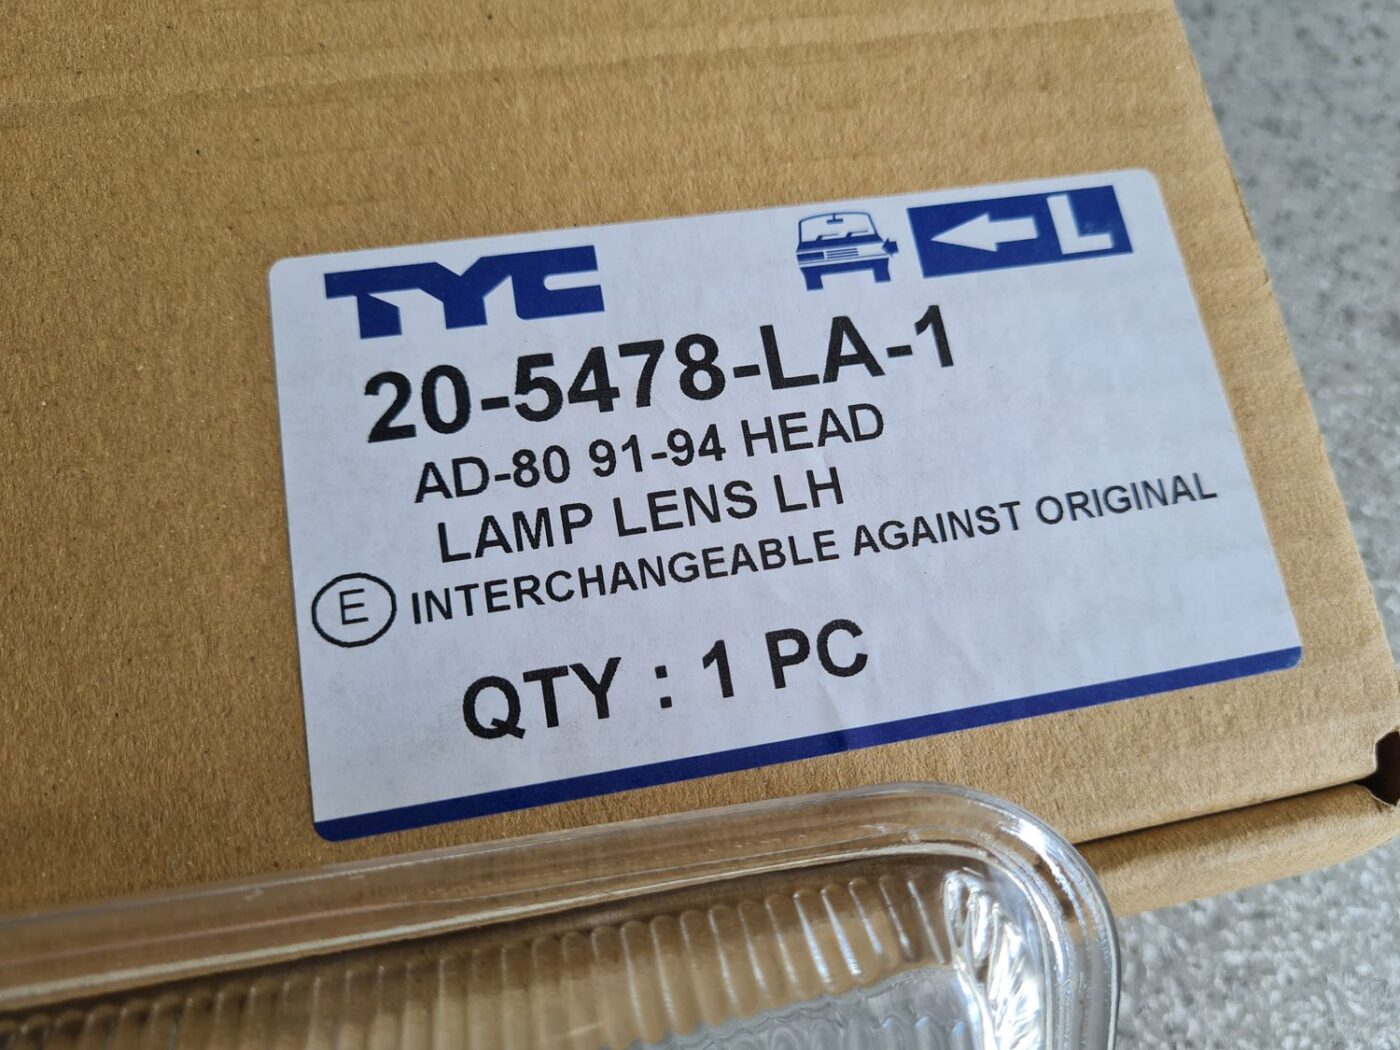 TYC
L
20-5478-LA-1
AD-80 91-94 HEAD
LAMP LENS LH
E INTERCHANGEABLE AGAINST ORIGINAL
QTY : 1 PC